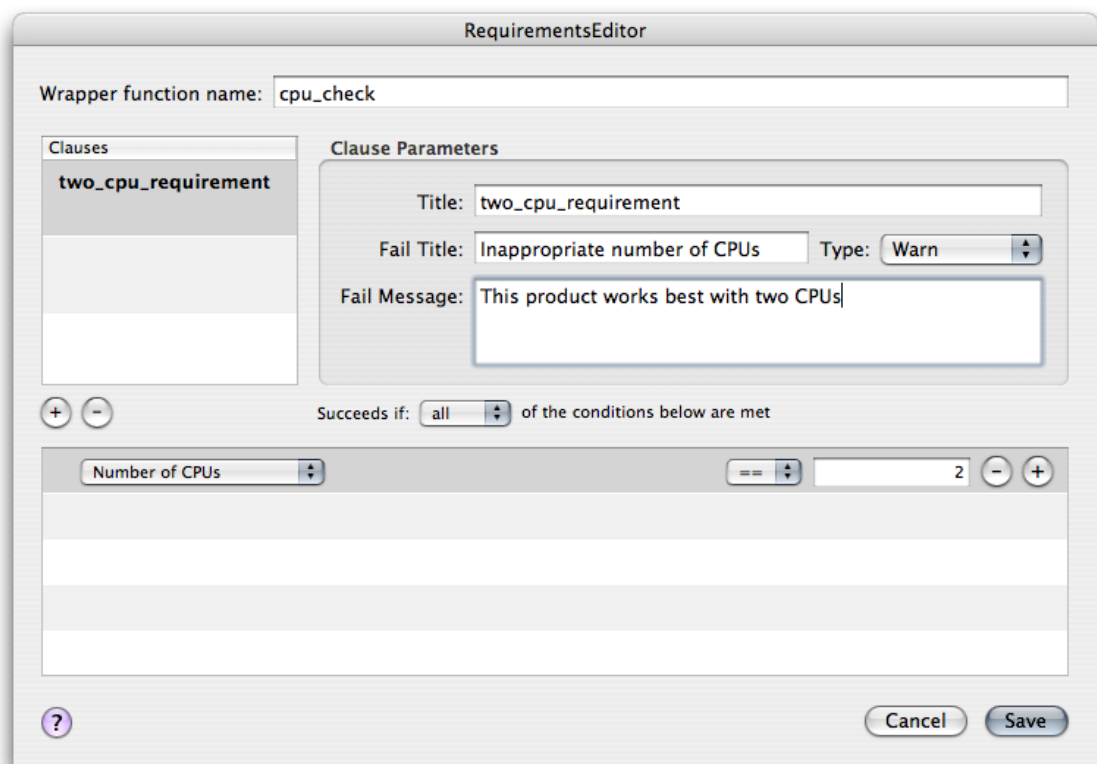 RequirementsEditor
Wrapper function name: cpu_check
Clauses
Clause Parameters
two_cpu_requirement
Title: two_cpu_requirement
Fail Title: Inappropriate number of CPUs Type: Warn
Fail Message: This product works best with two CPUs
+ − Succeeds if: all of the conditions below are met
Number of CPUs == 2 − +
? Cancel Save